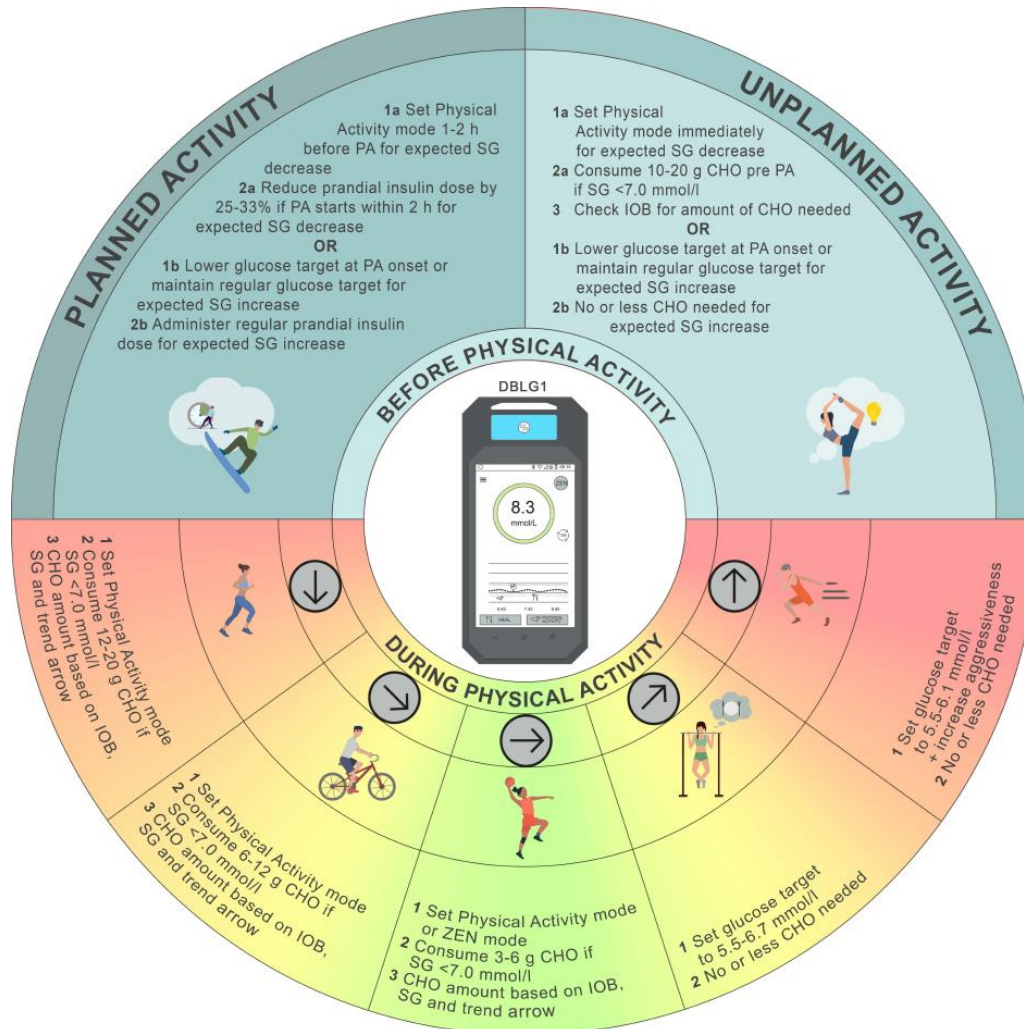 PLANNED ACTIVITY
1a Set Physical
Activity mode 1-2 h
before PA for expected SG
decrease
2a Reduce prandial insulin dose by
25-33% if PA starts within 2 h for
expected SG decrease
OR
1b Lower glucose target at PA onset or
maintain regular glucose target for
expected SG increase
2b Administer regular prandial insulin
dose for expected SG increase
UNPLANNED ACTIVITY
1a Set Physical
Activity mode immediately
for expected SG decrease
2a Consume 10-20 g CHO pre PA
if SG <7.0 mmol/l
3 Check IOB for amount of CHO needed
OR
1b Lower glucose target at PA onset or
maintain regular glucose target for
expected SG increase
2b No or less CHO needed for
expected SG increase
BEFORE PHYSICAL ACTIVITY
DBLG1
ZEN
8.3
mmol/L
MEAL
DURING PHYSICAL ACTIVITY
1 Set Physical Activity mode
2 Consume 12-20 g CHO if
SG <7.0 mmol/l
3 CHO amount based on IOB,
SG and trend arrow
1 Set Physical Activity mode
2 Consume 6-12 g CHO if
SG <7.0 mmol/l
3 CHO amount based on IOB,
SG and trend arrow
1 Set Physical Activity mode
or ZEN mode
2 Consume 3-6 g CHO if
SG <7.0 mmol/l
3 CHO amount based on IOB,
SG and trend arrow
1 Set glucose target
to 5.5-6.7 mmol/l
2 No or less CHO needed
1 Set glucose target
to 5.5-6.1 mmol/l
+ increase aggressiveness
2 No or less CHO needed